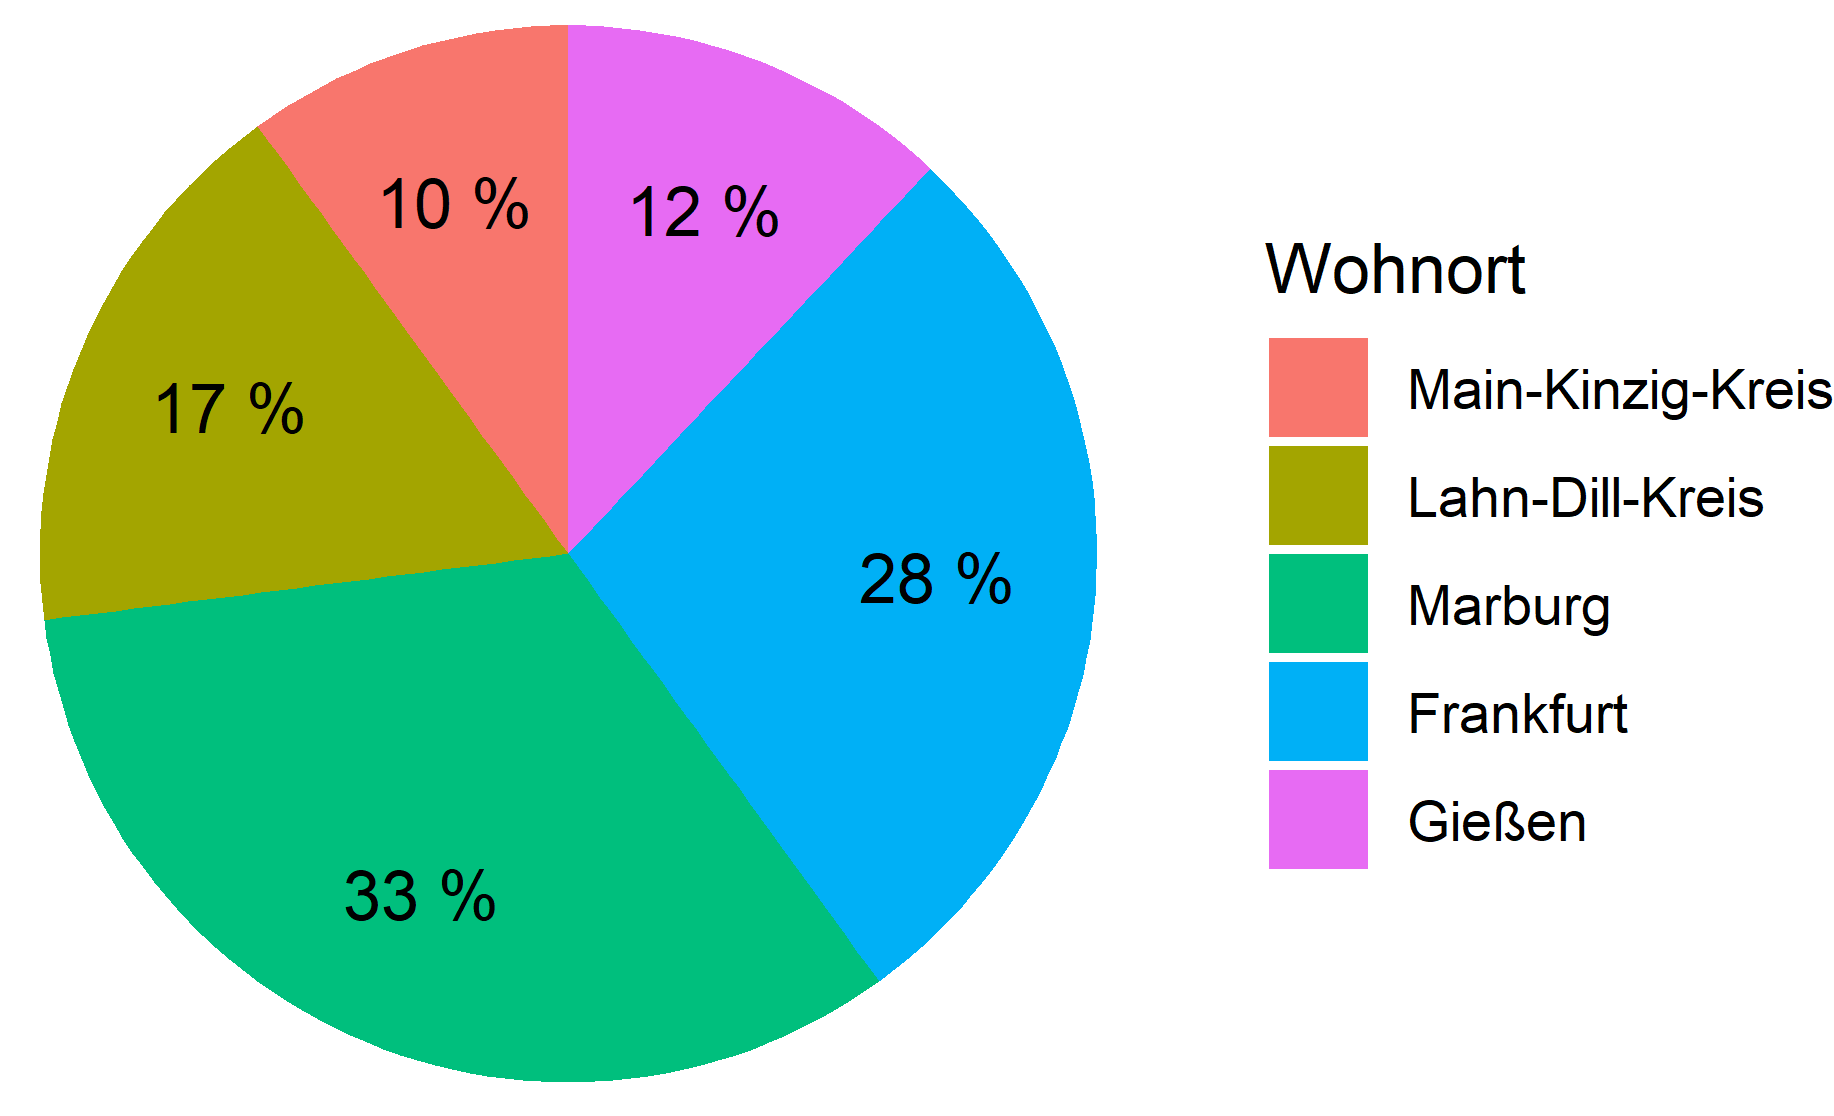 10 %
12 %
17 %
28 %
33 %
Wohnort
Main-Kinzig-Kreis
Lahn-Dill-Kreis
Marburg
Frankfurt
Gießen